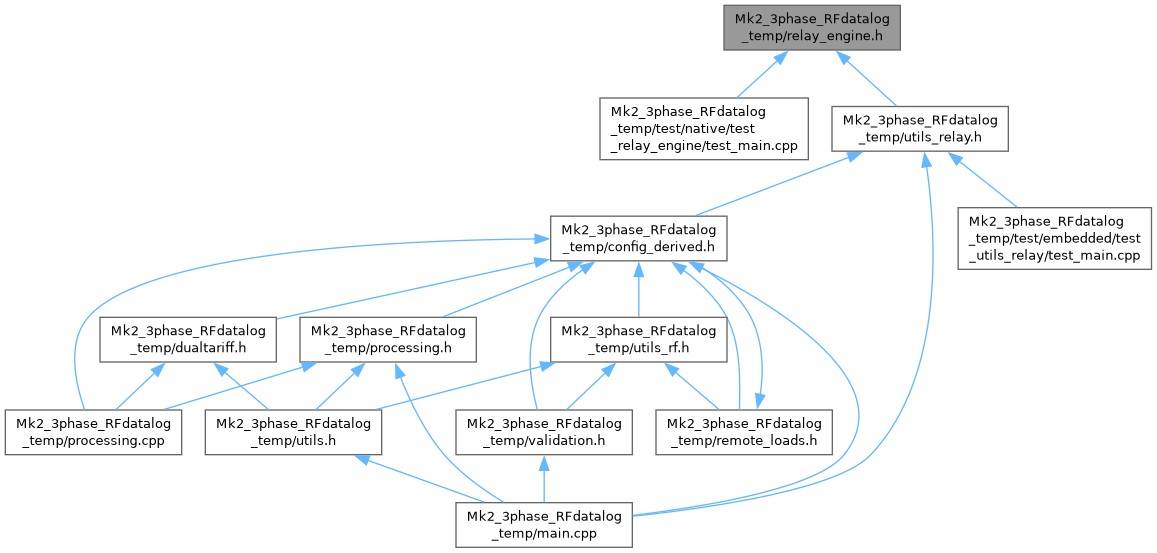 Mk2_3phase_RFdatalog
_temp/relay_engine.h
Mk2_3phase_RFdatalog
_temp/test/native/test
_relay_engine/test_main.cpp
Mk2_3phase_RFdatalog
_temp/utils_relay.h
Mk2_3phase_RFdatalog
_temp/config_derived.h
Mk2_3phase_RFdatalog
_temp/test/embedded/test
_utils_relay/test_main.cpp
Mk2_3phase_RFdatalog
_temp/dualtariff.h
Mk2_3phase_RFdatalog
_temp/processing.h
Mk2_3phase_RFdatalog
_temp/utils_rf.h
Mk2_3phase_RFdatalog
_temp/processing.cpp
Mk2_3phase_RFdatalog
_temp/utils.h
Mk2_3phase_RFdatalog
_temp/validation.h
Mk2_3phase_RFdatalog
_temp/remote_loads.h
Mk2_3phase_RFdatalog
_temp/main.cpp